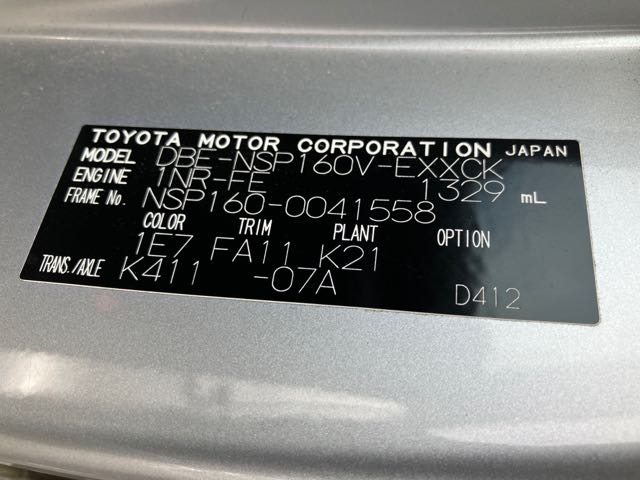 TOYOTA MOTOR CORPORATION JAPAN
MODEL DBE-NSP160V-EXXCK
ENGINE 1NR-FE 1329 mL
FRAME No. NSP160-0041558
COLOR TRIM PLANT OPTION
1E7 FA11 K21
TRANS./AXLE K411 -07A
D412